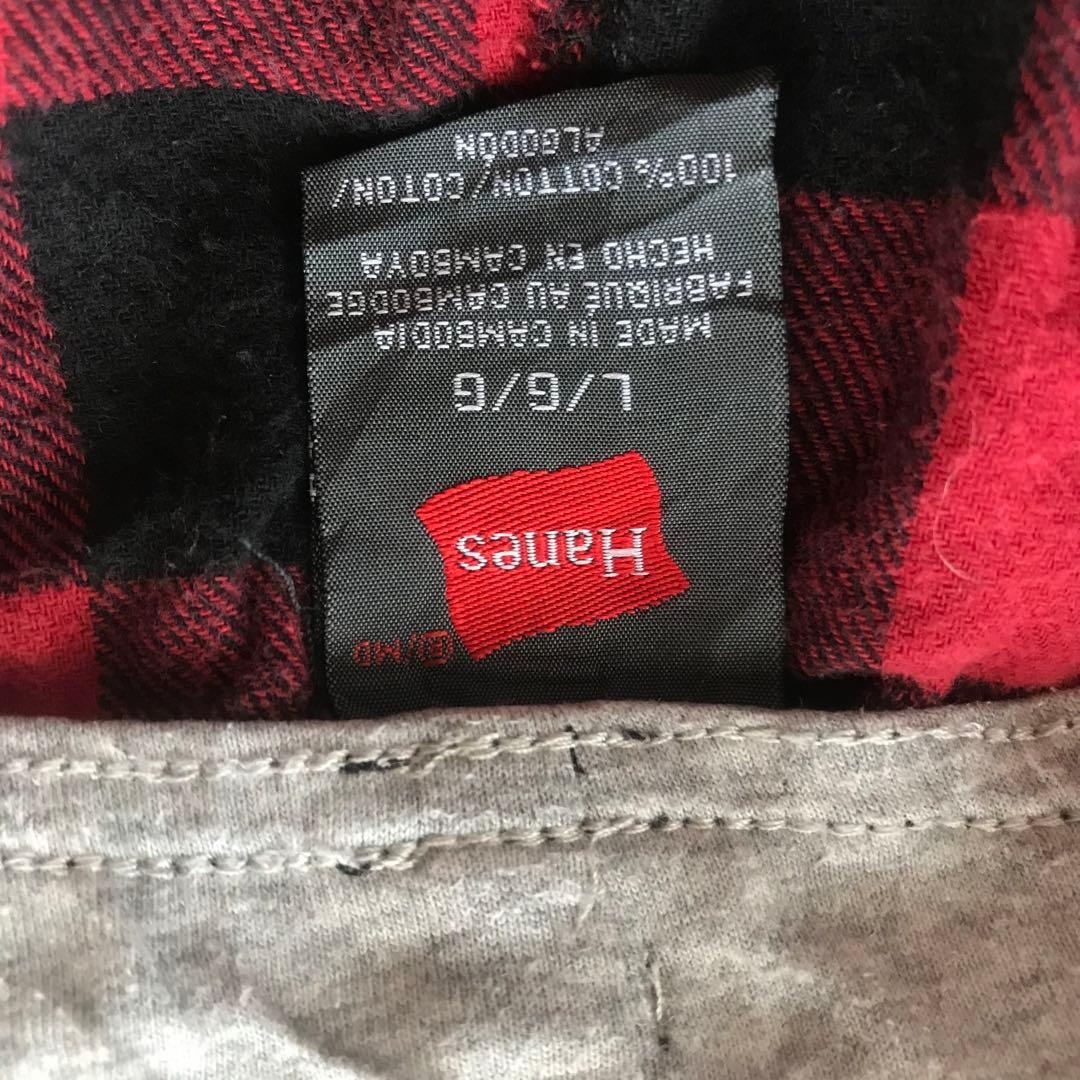 Hanes
®/MD
L/G/G
MADE IN CAMBODIA
FABRIQUÉ AU CAMBODGE
HECHO EN CAMBOYA
100% COTTON/COTON/
ALGODÓN